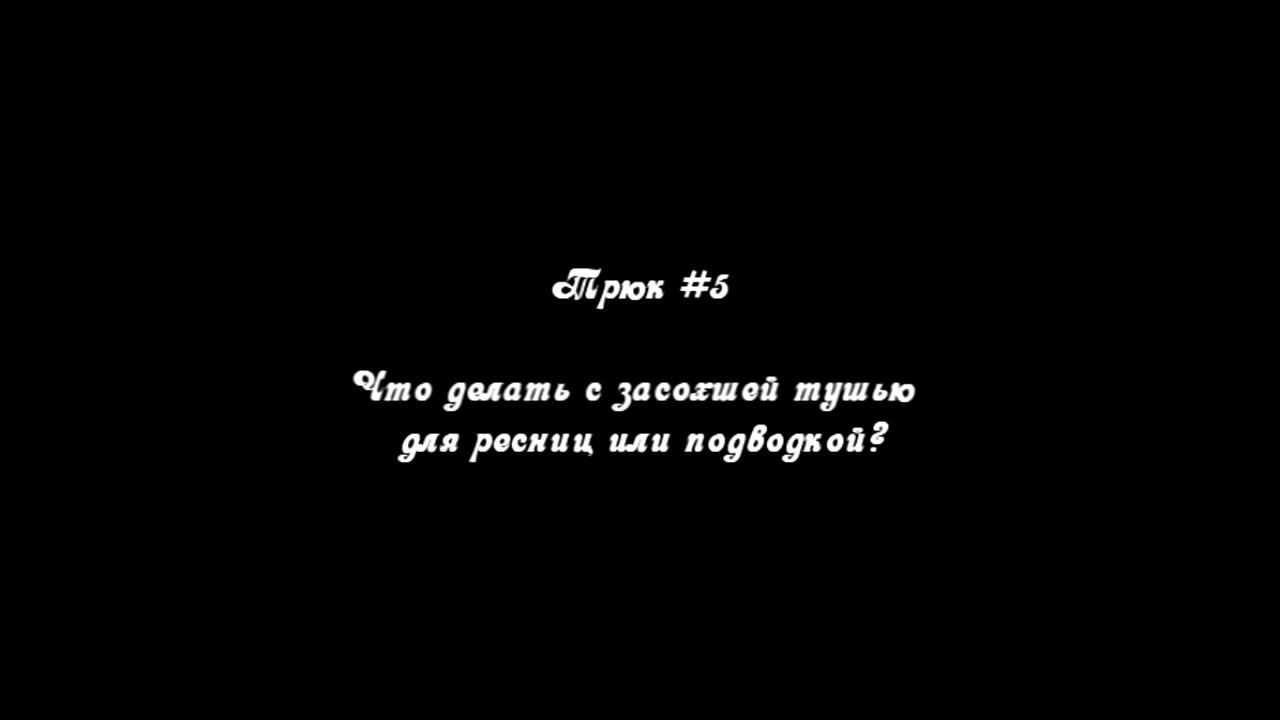 Трюк #5
Что делать с засохшей тушью
для ресниц или подводкой?